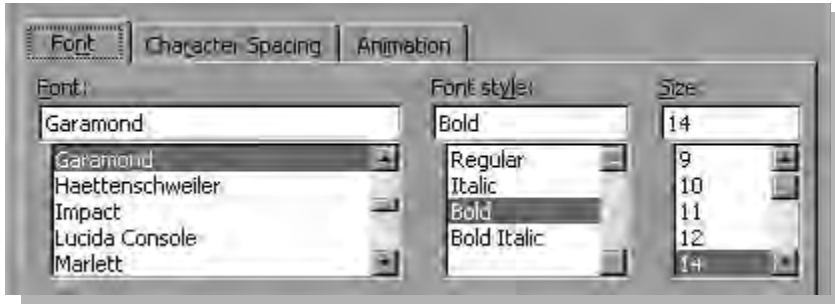 Font Character Spacing Animation
Font: Font style: Size:
Garamond Bold 14
Garamond Regular 9
Haettenschweiler Italic 10
Impact Bold 11
Lucida Console Bold Italic 12
Marlett 14